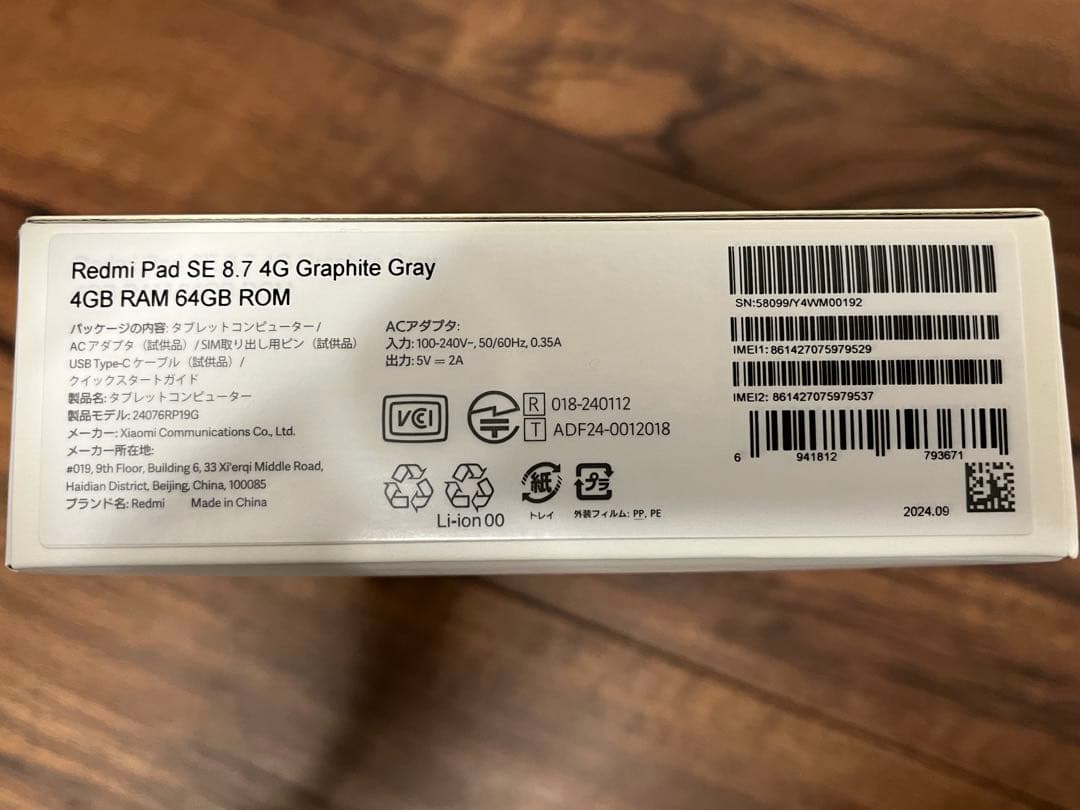 Redmi Pad SE 8.7 4G Graphite Gray
4GB RAM 64GB ROM
パッケージの内容: タブレットコンピューター /
ACアダプタ（試供品）/SIM取り出し用ピン（試供品）
USB Type-C ケーブル（試供品）/
クイックスタートガイド
製品名: タブレットコンピューター
製品モデル: 24076RP19G
メーカー: Xiaomi Communications Co., Ltd.
メーカー所在地:
#019, 9th Floor, Building 6, 33 Xi'erqi Middle Road,
Haidian District, Beijing, China, 100085
ブランド名: Redmi Made in China
ACアダプタ:
入力: 100-240V~, 50/60Hz, 0.35A
出力: 5V ⎓ 2A
VCCI
R 018-240112
T ADF24-0012018
Li-ion 00
紙
トレイ
プラ
外装フィルム: PP, PE
SN:58099/Y4WM00192
IMEI1: 861427075979529
IMEI2: 861427075979537
6 941812 793671
2024.09